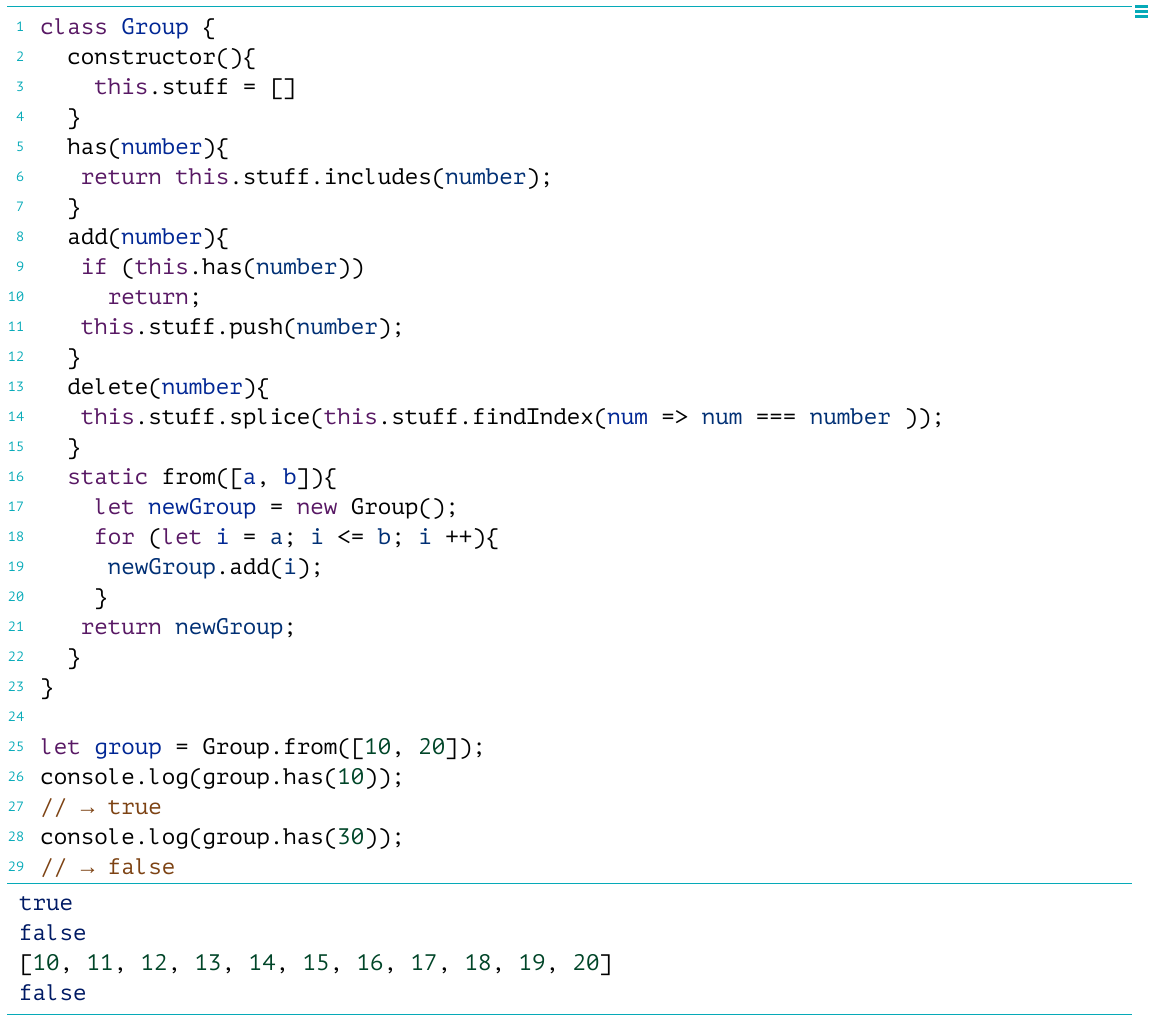 1 class Group {
2   constructor(){
3     this.stuff = []
4   }
5   has(number){
6    return this.stuff.includes(number);
7   }
8   add(number){
9    if (this.has(number))
10      return;
11    this.stuff.push(number);
12   }
13   delete(number){
14    this.stuff.splice(this.stuff.findIndex(num => num === number ));
15   }
16   static from([a, b]){
17     let newGroup = new Group();
18     for (let i = a; i <= b; i ++){
19      newGroup.add(i);
20     }
21    return newGroup;
22   }
23 }
24
25 let group = Group.from([10, 20]);
26 console.log(group.has(10));
27 // → true
28 console.log(group.has(30));
29 // → false
true
false
[10, 11, 12, 13, 14, 15, 16, 17, 18, 19, 20]
false